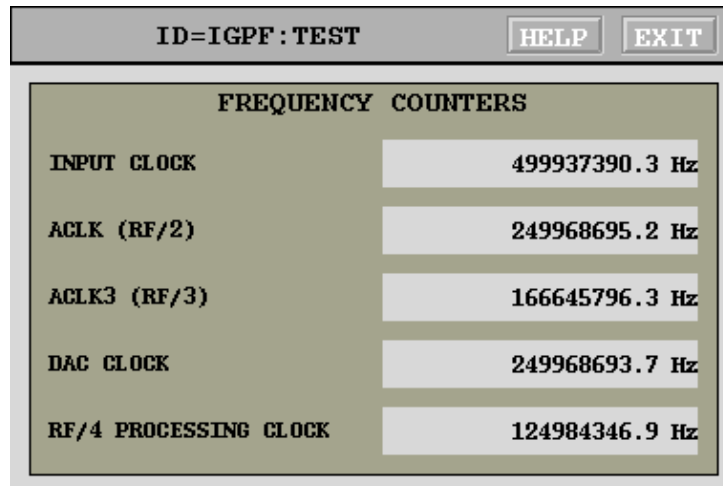 ID=IGPF:TEST HELP EXIT
FREQUENCY COUNTERS
INPUT CLOCK 499937390.3 Hz
ACLK (RF/2) 249968695.2 Hz
ACLK3 (RF/3) 166645796.3 Hz
DAC CLOCK 249968693.7 Hz
RF/4 PROCESSING CLOCK 124984346.9 Hz